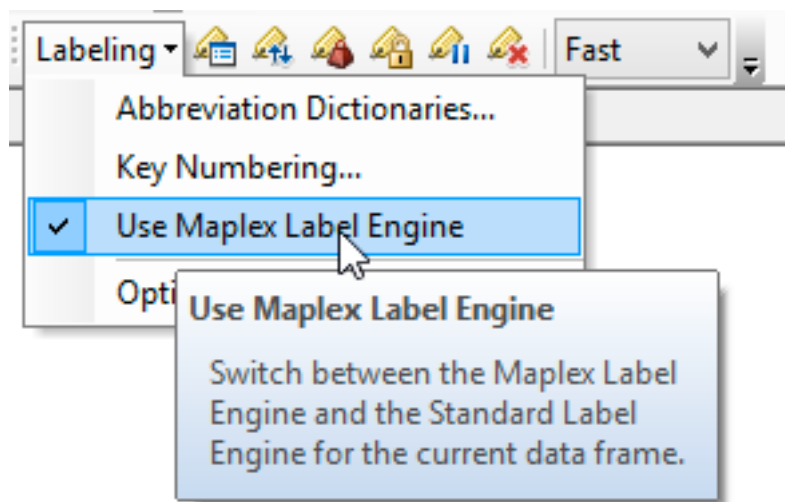 Labeling Fast
Abbreviation Dictionaries...
Key Numbering...
Use Maplex Label Engine
Opti
Use Maplex Label Engine
Switch between the Maplex Label
Engine and the Standard Label
Engine for the current data frame.